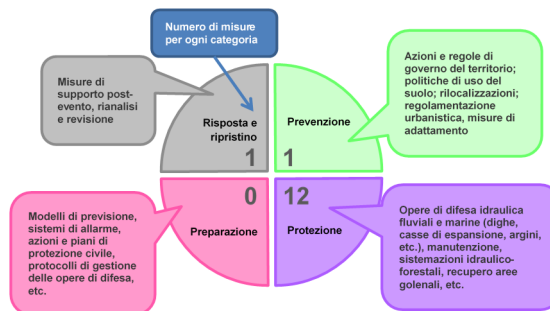 Numero di misure
per ogni categoria
Misure di
supporto post-
evento, rianalisi
e revisione
Risposta e
ripristino
1
Prevenzione
1
Azioni e regole di
governo del territorio;
politiche di uso del
suolo; rilocalizzazioni;
regolamentazione
urbanistica, misure di
adattamento
0
Preparazione
12
Protezione
Modelli di previsione,
sistemi di allarme,
azioni e piani di
protezione civile,
protocolli di gestione
delle opere di difesa,
etc.
Opere di difesa idraulica
fluviali e marine (dighe,
casse di espansione, argini,
etc.), manutenzione,
sistemazioni idraulico-
forestali, recupero aree
golenali, etc.